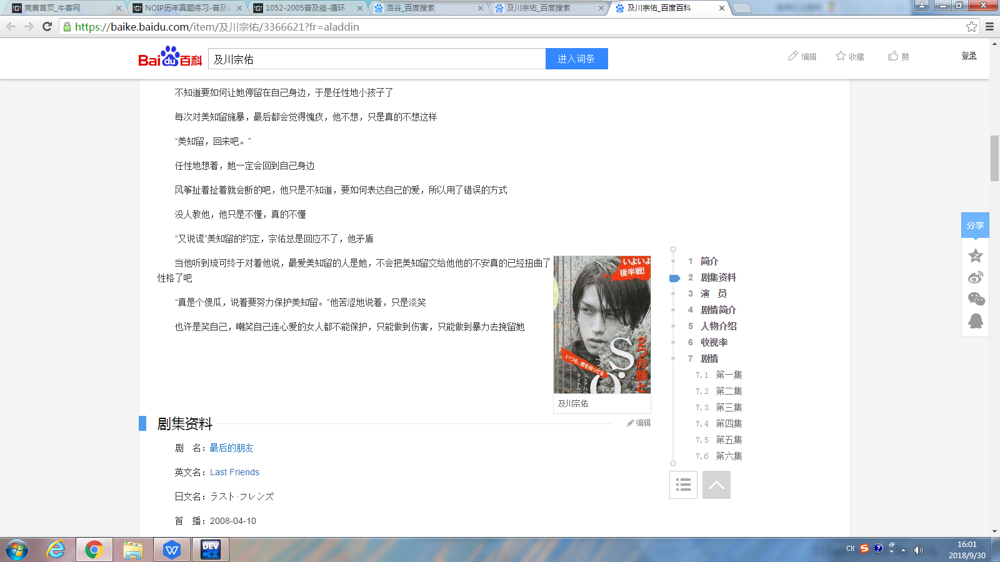 竞赛首页_牛客网
NOIP历年真题练习-普及
1052-2005普及组-循环
洛谷_百度搜索
及川宗佑_百度搜索
及川宗佑_百度百科
https://baike.baidu.com/item/及川宗佑/3366621?fr=aladdin
Bai du 百科
及川宗佑
进入词条
编辑
收藏
赞
登录
不知道要如何让她停留在自己身边，于是任性地小孩子了
每次对美知留施暴，最后都会觉得愧疚，他不想，只是真的不想这样
“美知留，回来吧。”
任性地想着，她一定会回到自己身边
风筝扯着扯着就会断的吧，他只是不知道，要如何表达自己的爱，所以用了错误的方式
没人教他，他只是不懂，真的不懂
“又说谎”美知留的约定，宗佑总是回应不了，他矛盾
当他听到琉可终于对着他说，最爱美知留的人是她，不会把美知留交给他他的不安真的已经扭曲了
性格了吧
“真是个傻瓜，说着要努力保护美知留。”他苦涩地说着，只是淡笑
也许是笑自己，嘲笑自己连心爱的女人都不能保护，只能做到伤害，只能做到暴力去挽留她
いよいよ
後半戦!
S.O.
2つの顔と
いつも、君を待ってる
シェアハウ
タイトルバ
及川宗佑
剧集资料
编辑
剧　名：最后的朋友
英文名：Last Friends
日文名：ラスト·フレンズ
首　播：2008-04-10
1 简介
2 剧集资料
3 演　员
4 剧情简介
5 人物介绍
6 收视率
7 剧情
7.1 第一集
7.2 第二集
7.3 第三集
7.4 第四集
7.5 第五集
7.6 第六集
分享
DEV
C++
CH
16:01
2018/9/30